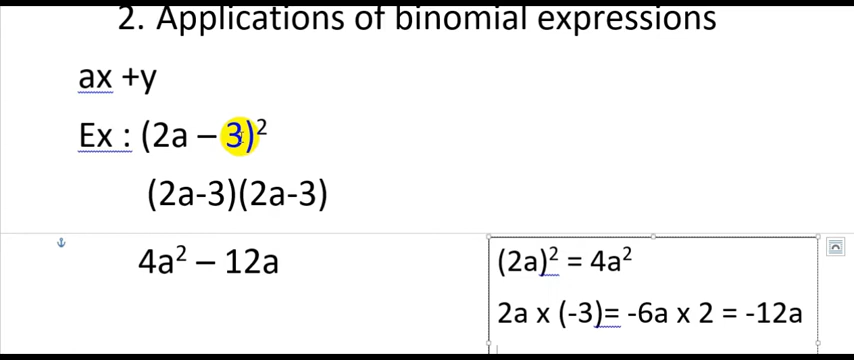 2. Applications of binomial expressions
ax +y
Ex : (2a – 3)²
(2a-3)(2a-3)
4a² – 12a
(2a)² = 4a²
2a x (-3)= -6a x 2 = -12a